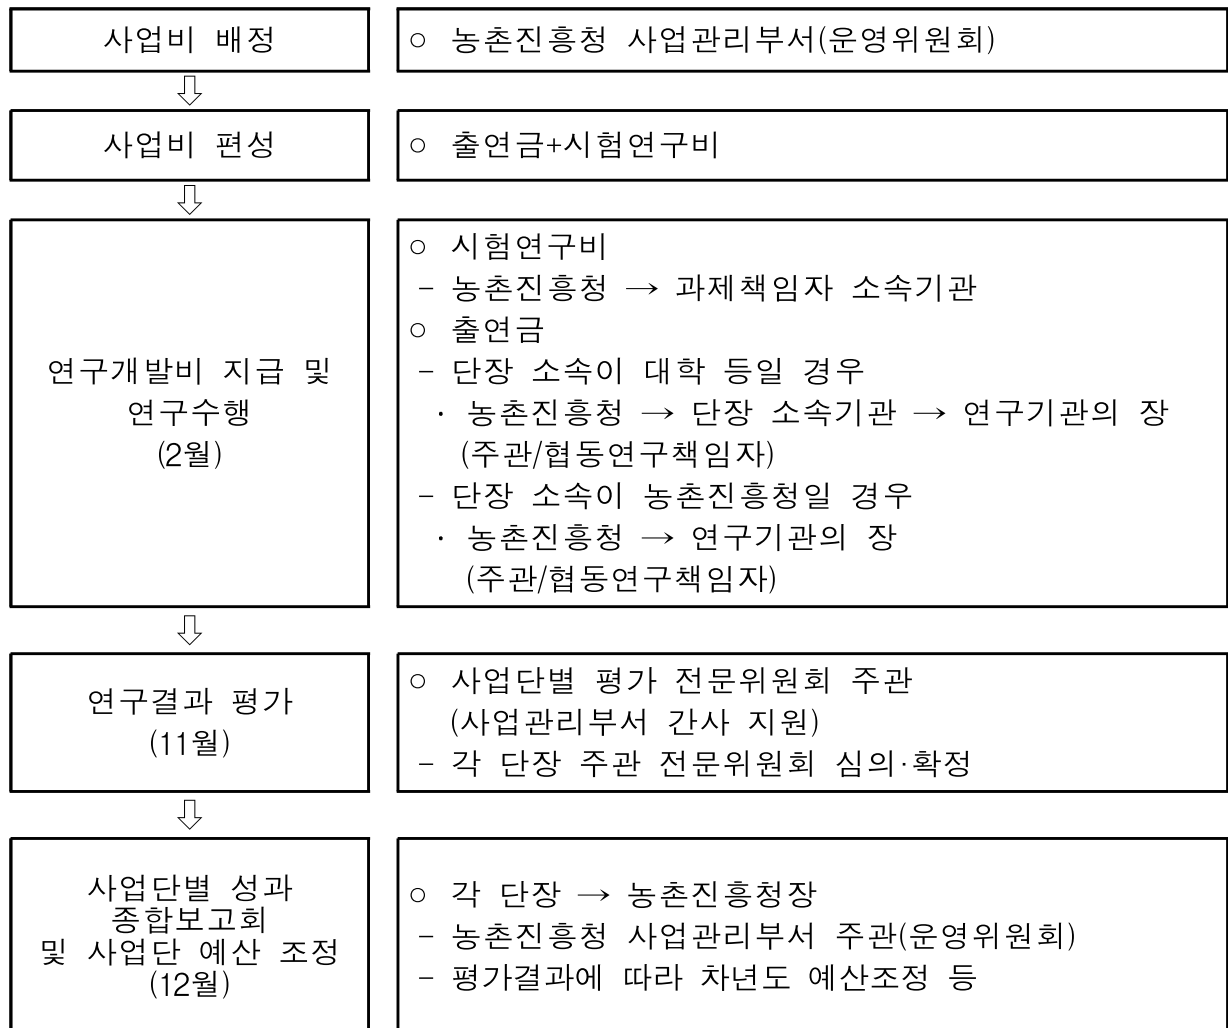 사업비 배정
○ 농촌진흥청 사업관리부서(운영위원회)
⇩
사업비 편성
○ 출연금+시험연구비
⇩
연구개발비 지급 및
연구수행
(2월)
○ 시험연구비
- 농촌진흥청 → 과제책임자 소속기관
○ 출연금
- 단장 소속이 대학 등일 경우
· 농촌진흥청 → 단장 소속기관 → 연구기관의 장
(주관/협동연구책임자)
- 단장 소속이 농촌진흥청일 경우
· 농촌진흥청 → 연구기관의 장
(주관/협동연구책임자)
⇩
연구결과 평가
(11월)
○ 사업단별 평가 전문위원회 주관
(사업관리부서 간사 지원)
- 각 단장 주관 전문위원회 심의·확정
⇩
사업단별 성과
종합보고회
및 사업단 예산 조정
(12월)
○ 각 단장 → 농촌진흥청장
- 농촌진흥청 사업관리부서 주관(운영위원회)
- 평가결과에 따라 차년도 예산조정 등